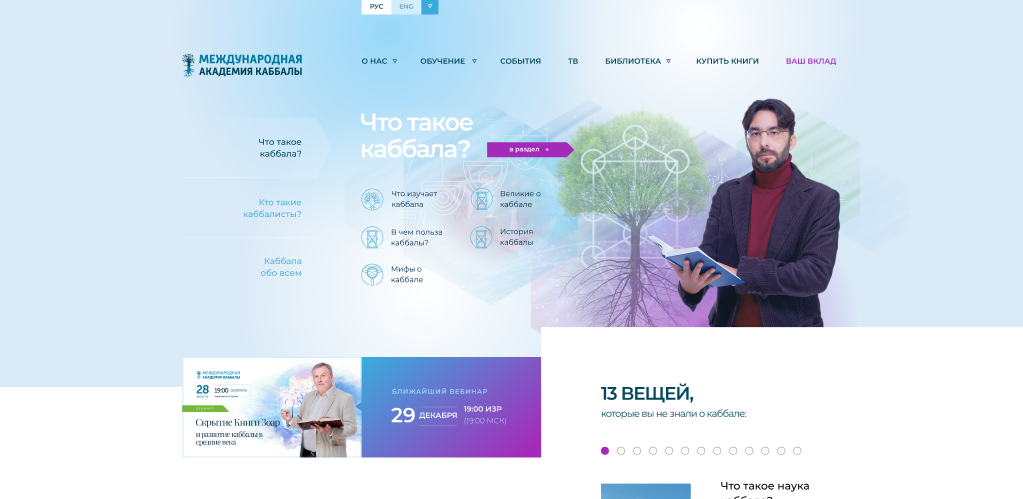 РУС ENG
МЕЖДУНАРОДНАЯ
АКАДЕМИЯ КАББАЛЫ
О НАС ОБУЧЕНИЕ СОБЫТИЯ ТВ БИБЛИОТЕКА КУПИТЬ КНИГИ ВАШ ВКЛАД
Что такое
каббала?
Кто такие
каббалисты?
Каббала
обо всем
Что такое
каббала?
в раздел
Что изучает
каббала
Великие о
каббале
В чем польза
каббалы?
История
каббалы
Мифы о
каббале
МЕЖДУНАРОДНАЯ
АКАДЕМИЯ КАББАЛЫ
28
19:00
Скрытие Книги Зоар
и развитие каббалы в
средние века
БЛИЖАЙШИЙ ВЕБИНАР
29 ДЕКАБРЯ
19:00 ИЗР
(19:00 МСК)
13 ВЕЩЕЙ,
которые вы не знали о каббале:
Что такое наука
каббала?